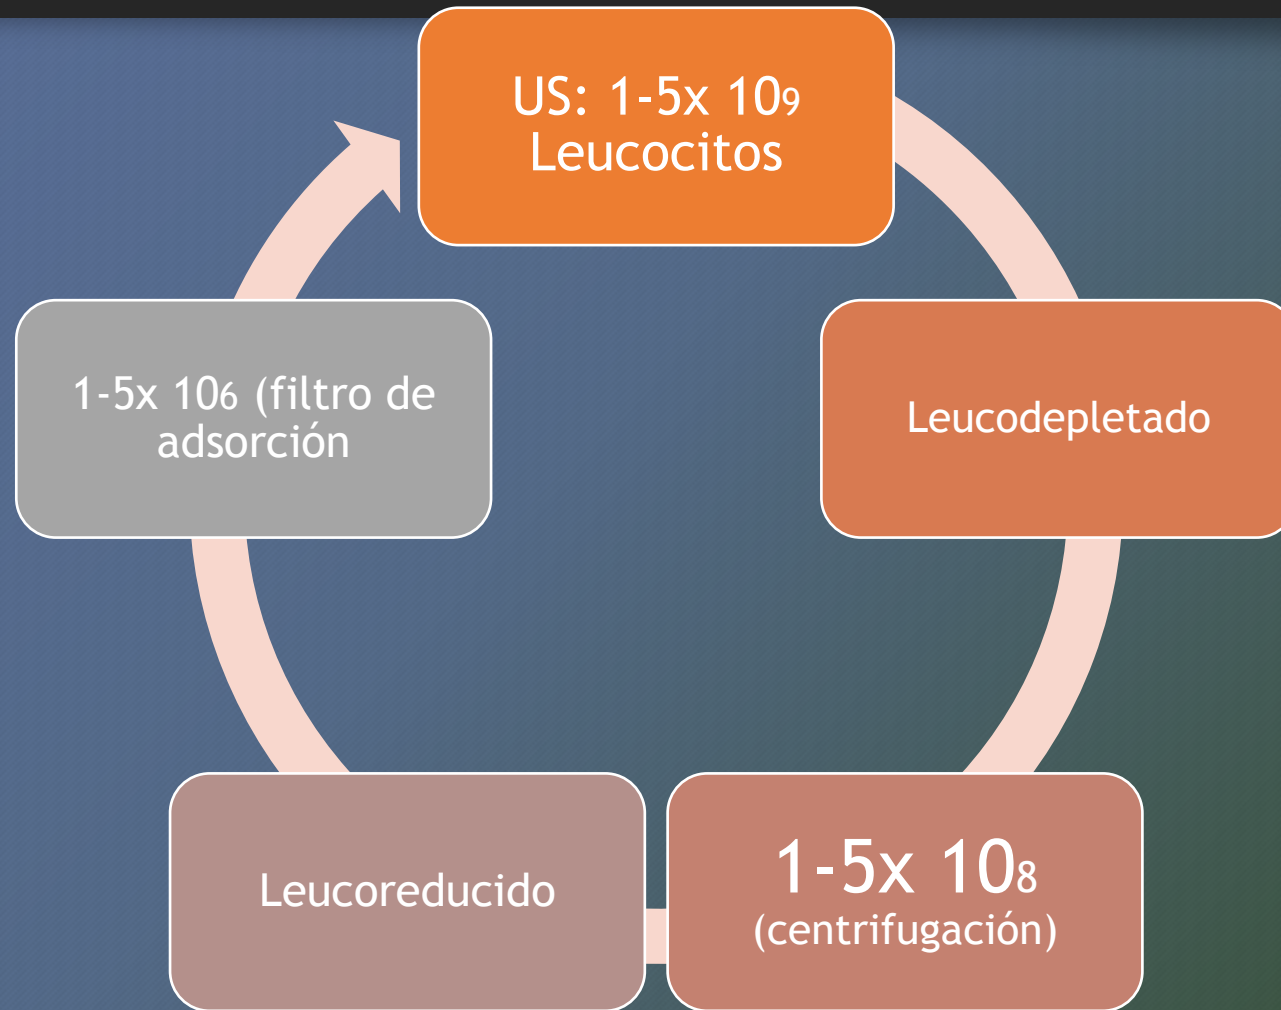 US: 1-5x 10₉
Leucocitos
Leucodepletado
1-5x 10₈
(centrifugación)
Leucoreducido
1-5x 10₆ (filtro de
adsorción